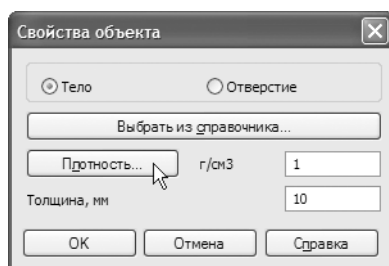 Свойства объекта
Тело Отверстие
Выбрать из справочника...
Плотность... г/см3 1
Толщина, мм 10
OK Отмена Справка